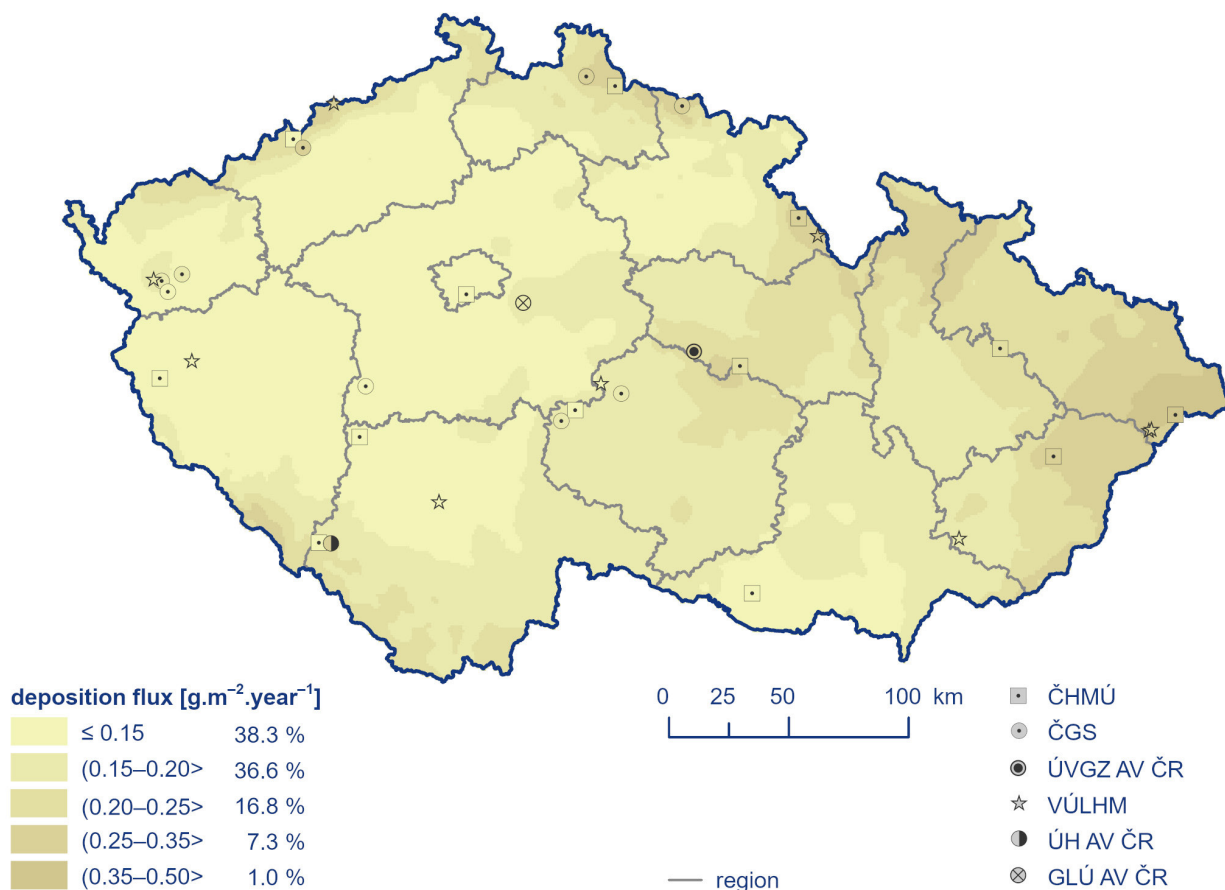 deposition flux [g.m⁻².year⁻¹]
≤ 0.15 38.3 %
(0.15–0.20> 36.6 %
(0.20–0.25> 16.8 %
(0.25–0.35> 7.3 %
(0.35–0.50> 1.0 %
0 25 50 100 km
region
ČHMÚ
ČGS
ÚVGZ AV ČR
VÚLHM
ÚH AV ČR
GLÚ AV ČR